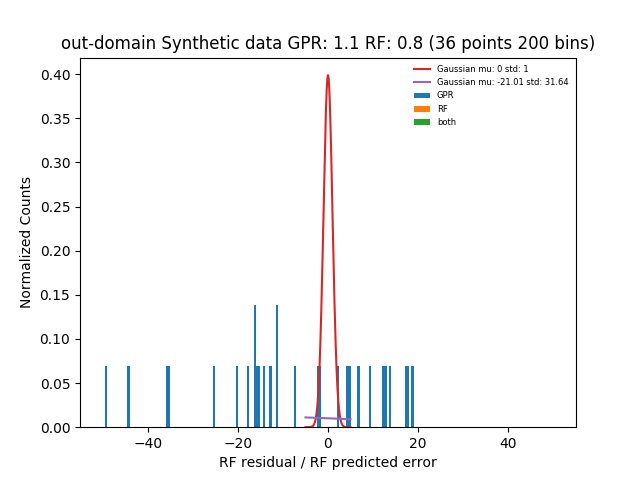 out-domain Synthetic data GPR: 1.1 RF: 0.8 (36 points 200 bins)
Gaussian mu: 0 std: 1
Gaussian mu: -21.01 std: 31.64
GPR
RF
both
Normalized Counts
0.40
0.35
0.30
0.25
0.20
0.15
0.10
0.05
0.00
−40
−20
0
20
40
RF residual / RF predicted error